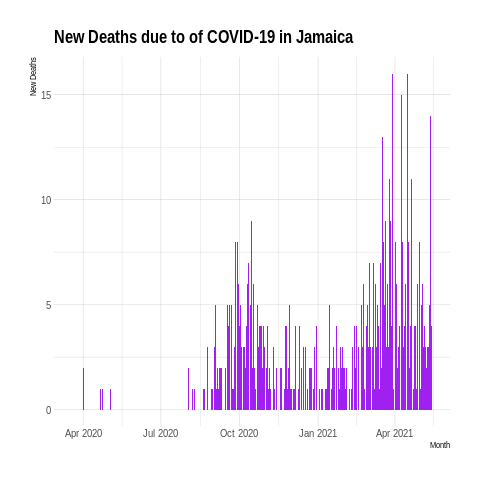 New Deaths due to of COVID-19 in Jamaica
New Deaths
15
10
5
0
Apr 2020 Jul 2020 Oct 2020 Jan 2021 Apr 2021
Month